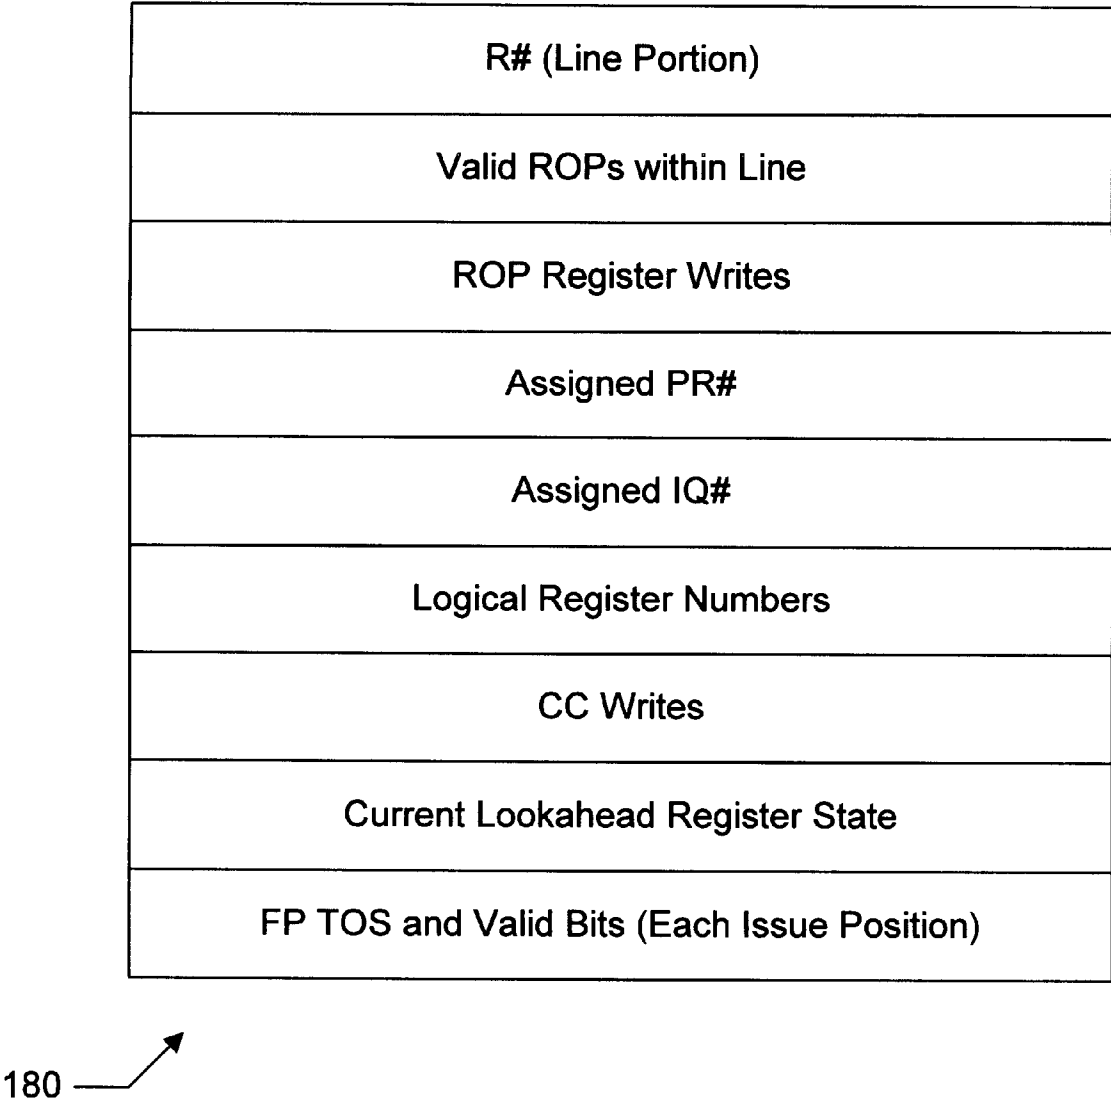 R# (Line Portion)
Valid ROPs within Line
ROP Register Writes
Assigned PR#
Assigned IQ#
Logical Register Numbers
CC Writes
Current Lookahead Register State
FP TOS and Valid Bits (Each Issue Position)
180